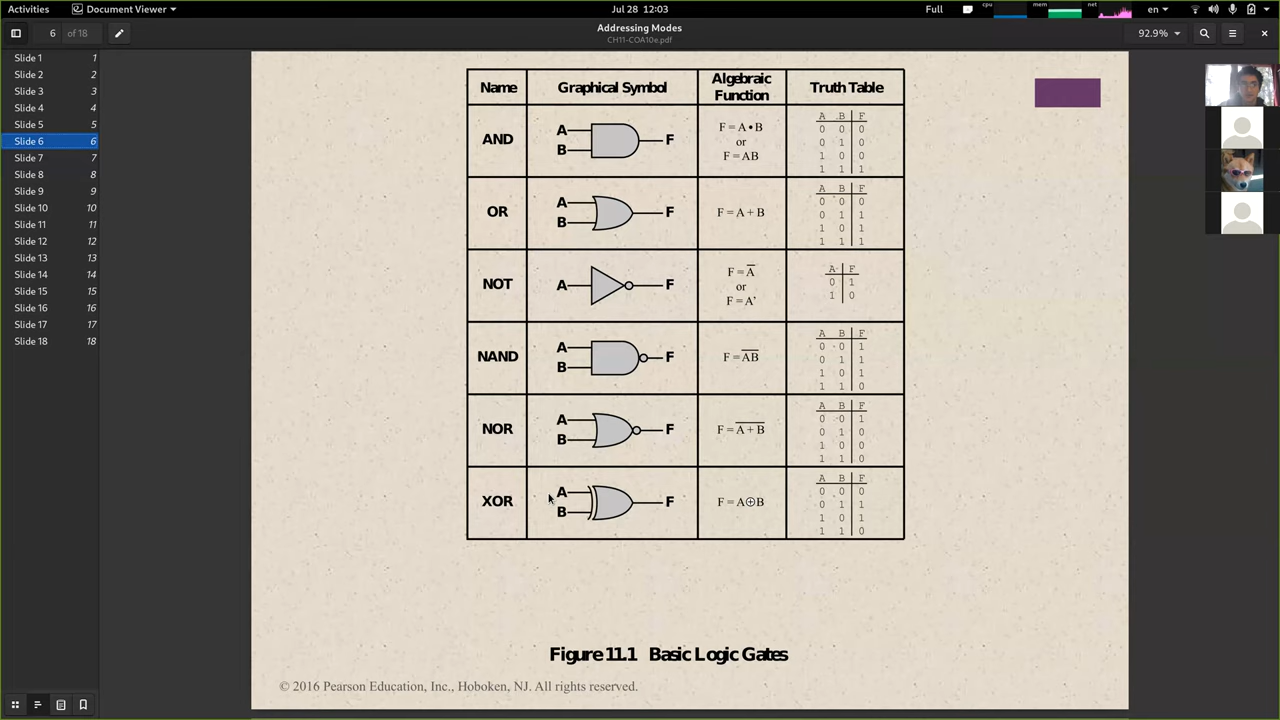 Activities
Document Viewer
Jul 28 12:03
Full
cpu
mem
net
en
6 of 18
Addressing Modes
CH11-COA10e.pdf
92.9%
Slide 1 1
Slide 2 2
Slide 3 3
Slide 4 4
Slide 5 5
Slide 6 6
Slide 7 7
Slide 8 8
Slide 9 9
Slide 10 10
Slide 11 11
Slide 12 12
Slide 13 13
Slide 14 14
Slide 15 15
Slide 16 16
Slide 17 17
Slide 18 18
Name Graphical Symbol Algebraic Function Truth Table
AND
A
B
F
F = A • B
or
F = AB
A B F
0 0 0
0 1 0
1 0 0
1 1 1
OR
A
B
F
F = A + B
A B F
0 0 0
0 1 1
1 0 1
1 1 1
NOT
A
F
F = A̅
or
F = A'
A F
0 1
1 0
NAND
A
B
F
F = A̅B̅
A B F
0 0 1
0 1 1
1 0 1
1 1 0
NOR
A
B
F
F = A̅ ̅+̅ ̅B̅
A B F
0 0 1
0 1 0
1 0 0
1 1 0
XOR
A
B
F
F = A⊕B
A B F
0 0 0
0 1 1
1 0 1
1 1 0
Figure 11.1 Basic Logic Gates
© 2016 Pearson Education, Inc., Hoboken, NJ. All rights reserved.